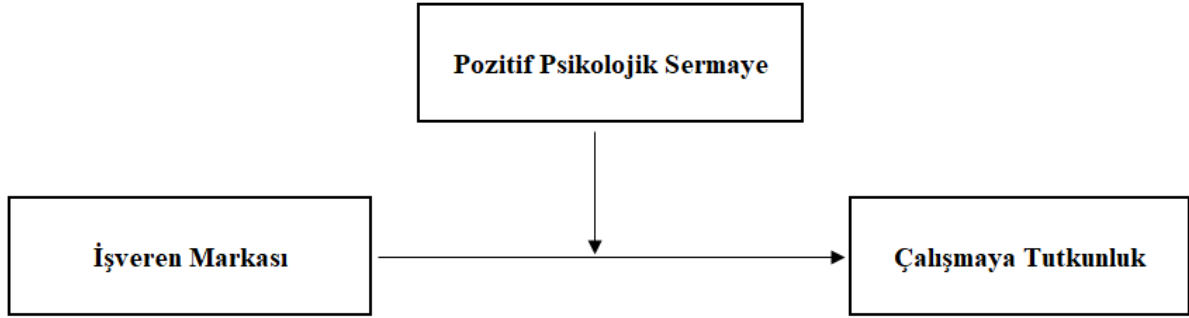 Pozitif Psikolojik Sermaye
İşveren Markası
Çalışmaya Tutkunluk